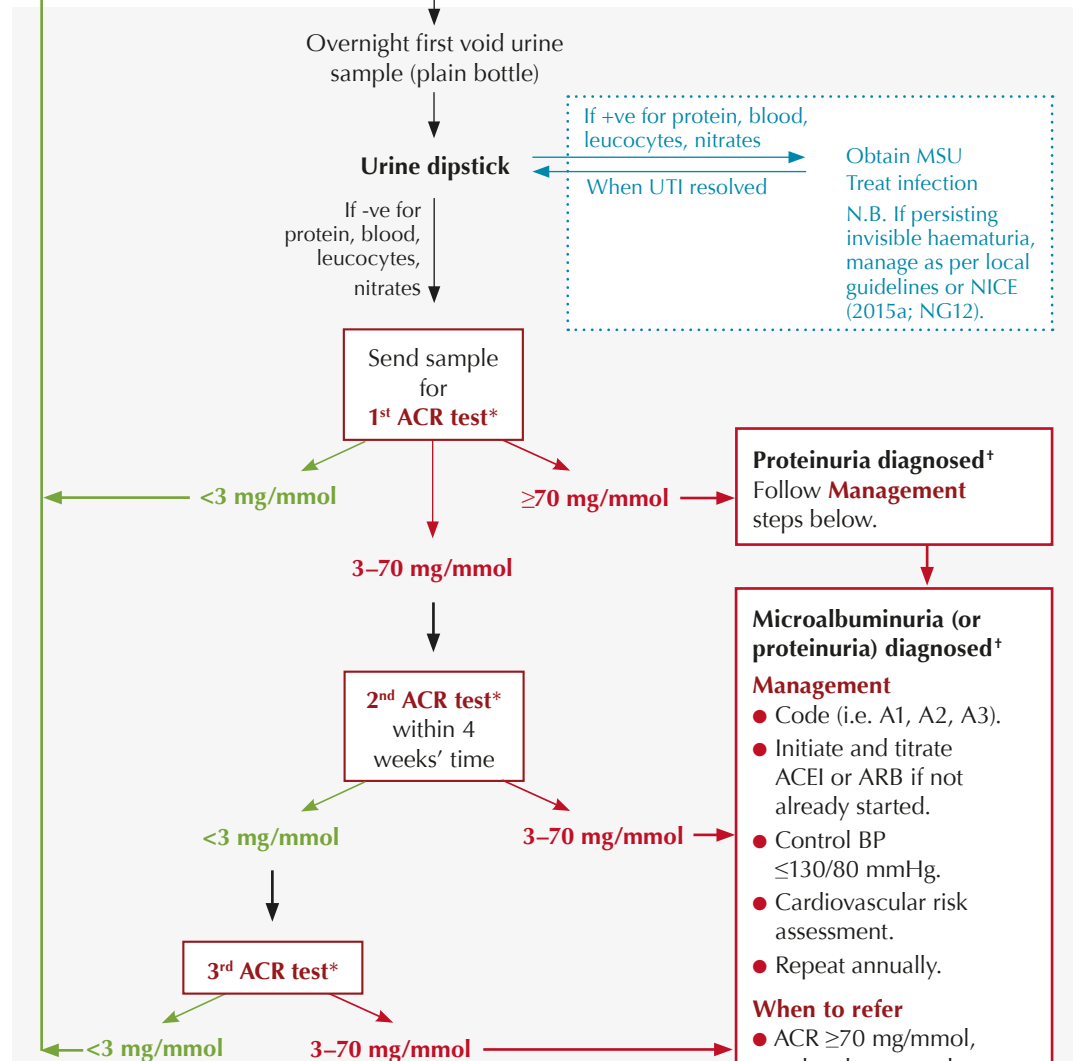 Overnight first void urine
sample (plain bottle)
Urine dipstick
If +ve for protein, blood,
leucocytes, nitrates
When UTI resolved
Obtain MSU
Treat infection
N.B. If persisting
invisible haematuria,
manage as per local
guidelines or NICE
(2015a; NG12).
If -ve for
protein, blood,
leucocytes,
nitrates
Send sample
for
1st ACR test*
<3 mg/mmol
≥70 mg/mmol
3–70 mg/mmol
Proteinuria diagnosed†
Follow Management
steps below.
2nd ACR test*
within 4
weeks’ time
<3 mg/mmol
3–70 mg/mmol
3rd ACR test*
<3 mg/mmol
3–70 mg/mmol
Microalbuminuria (or
proteinuria) diagnosed†
Management
● Code (i.e. A1, A2, A3).
● Initiate and titrate
ACEI or ARB if not
already started.
● Control BP
≤130/80 mmHg.
● Cardiovascular risk
assessment.
● Repeat annually.
When to refer
● ACR ≥70 mg/mmol,